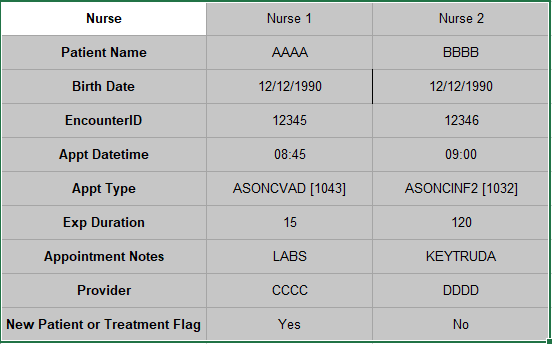 Nurse Nurse 1 Nurse 2
Patient Name AAAA BBBB
Birth Date 12/12/1990 12/12/1990
EncounterID 12345 12346
Appt Datetime 08:45 09:00
Appt Type ASONCVAD [1043] ASONCINF2 [1032]
Exp Duration 15 120
Appointment Notes LABS KEYTRUDA
Provider CCCC DDDD
New Patient or Treatment Flag Yes No